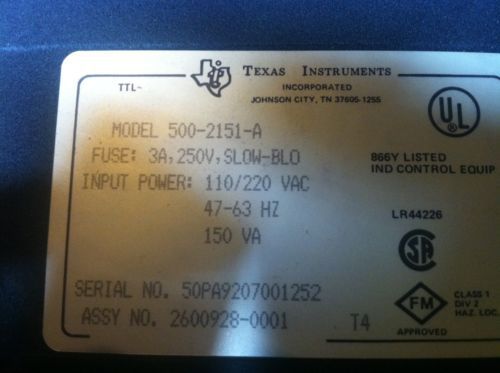 TTL-
TEXAS INSTRUMENTS
INCORPORATED
JOHNSON CITY, TN 37605-1255
UL
MODEL 500-2151-A
FUSE: 3A,250V,SLOW-BLO
866Y LISTED
IND CONTROL EQUIP
INPUT POWER: 110/220 VAC
47-63 HZ
LR44226
150 VA
SA
SERIAL NO. 50PA9207001252
FM
APPROVED
CLASS 1
DIV 2
HAZ. LOC.
ASSY NO. 2600928-0001
T4